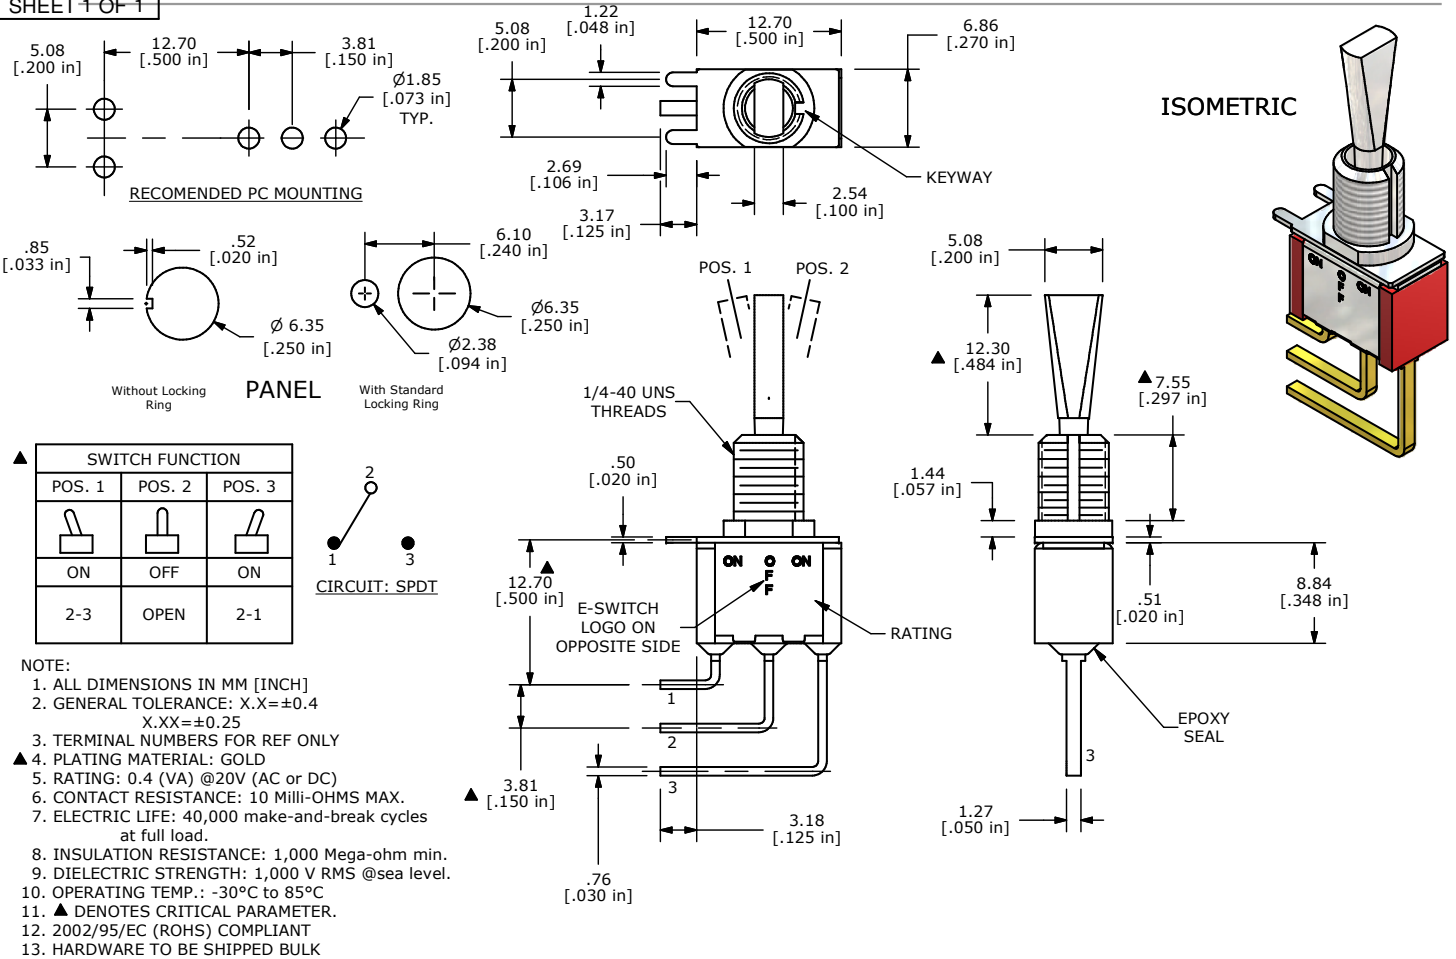 SHEET 1 OF 1
5.08
[.200 in]
12.70
[.500 in]
3.81
[.150 in]
Ø1.85
[.073 in]
TYP.
RECOMENDED PC MOUNTING
5.08
[.200 in]
1.22
[.048 in]
12.70
[.500 in]
6.86
[.270 in]
2.69
[.106 in]
3.17
[.125 in]
2.54
[.100 in]
KEYWAY
ISOMETRIC
ON
O
F
F
ON
.85
[.033 in]
.52
[.020 in]
Ø 6.35
[.250 in]
Without Locking
Ring
PANEL
6.10
[.240 in]
Ø6.35
[.250 in]
Ø2.38
[.094 in]
With Standard
Locking Ring
POS. 1
POS. 2
1/4-40 UNS
THREADS
.50
[.020 in]
▲
12.70
[.500 in]
ON
O
F
F
ON
E-SWITCH
LOGO ON
OPPOSITE SIDE
RATING
1
2
3
▲ 3.81
[.150 in]
3.18
[.125 in]
.76
[.030 in]
5.08
[.200 in]
▲ 12.30
[.484 in]
▲ 7.55
[.297 in]
1.44
[.057 in]
.51
[.020 in]
8.84
[.348 in]
EPOXY
SEAL
3
1.27
[.050 in]
▲ SWITCH FUNCTION
POS. 1 POS. 2 POS. 3
ON OFF ON
2-3 OPEN 2-1
2
1
3
CIRCUIT: SPDT
NOTE:
1. ALL DIMENSIONS IN MM [INCH]
2. GENERAL TOLERANCE: X.X=±0.4
X.XX=±0.25
3. TERMINAL NUMBERS FOR REF ONLY
▲ 4. PLATING MATERIAL: GOLD
5. RATING: 0.4 (VA) @20V (AC or DC)
6. CONTACT RESISTANCE: 10 Milli-OHMS MAX.
7. ELECTRIC LIFE: 40,000 make-and-break cycles
at full load.
8. INSULATION RESISTANCE: 1,000 Mega-ohm min.
9. DIELECTRIC STRENGTH: 1,000 V RMS @sea level.
10. OPERATING TEMP.: -30°C to 85°C
11. ▲ DENOTES CRITICAL PARAMETER.
12. 2002/95/EC (ROHS) COMPLIANT
13. HARDWARE TO BE SHIPPED BULK